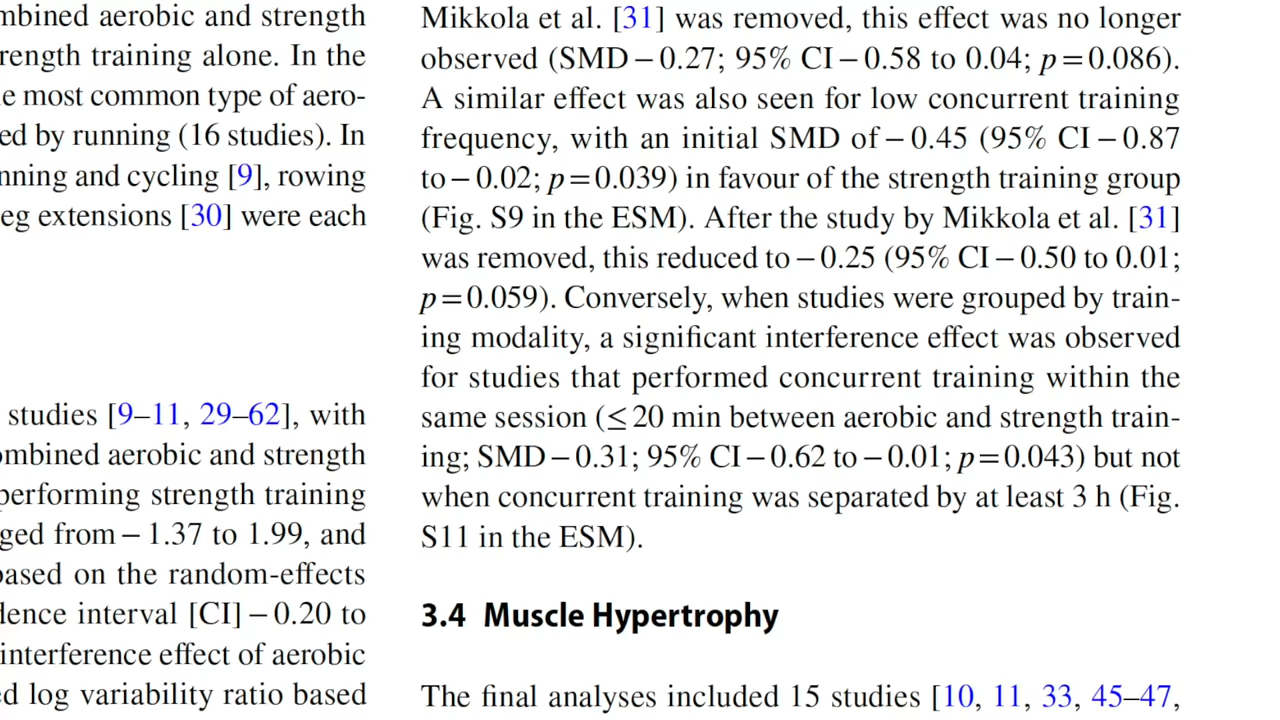 mbined aerobic and strength
rength training alone. In the
e most common type of aero-
ed by running (16 studies). In
nning and cycling [9], rowing
eg extensions [30] were each
studies [9–11, 29–62], with
ombined aerobic and strength
performing strength training
ged from − 1.37 to 1.99, and
based on the random-effects
dence interval [CI] − 0.20 to
interference effect of aerobic
ed log variability ratio based
Mikkola et al. [31] was removed, this effect was no longer
observed (SMD − 0.27; 95% CI − 0.58 to 0.04; p = 0.086).
A similar effect was also seen for low concurrent training
frequency, with an initial SMD of − 0.45 (95% CI − 0.87
to − 0.02; p = 0.039) in favour of the strength training group
(Fig. S9 in the ESM). After the study by Mikkola et al. [31]
was removed, this reduced to − 0.25 (95% CI − 0.50 to 0.01;
p = 0.059). Conversely, when studies were grouped by train-
ing modality, a significant interference effect was observed
for studies that performed concurrent training within the
same session (≤ 20 min between aerobic and strength train-
ing; SMD − 0.31; 95% CI − 0.62 to − 0.01; p = 0.043) but not
when concurrent training was separated by at least 3 h (Fig.
S11 in the ESM).
3.4 Muscle Hypertrophy
The final analyses included 15 studies [10, 11, 33, 45–47,